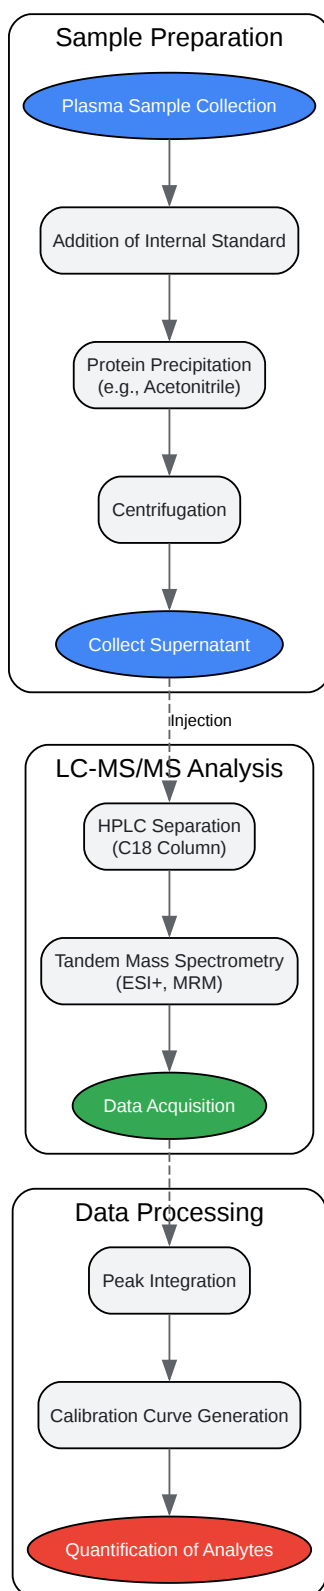 Sample Preparation
Plasma Sample Collection
Addition of Internal Standard
Protein Precipitation
(e.g., Acetonitrile)
Centrifugation
Collect Supernatant
Injection
LC-MS/MS Analysis
HPLC Separation
(C18 Column)
Tandem Mass Spectrometry
(ESI+, MRM)
Data Acquisition
Data Processing
Peak Integration
Calibration Curve Generation
Quantification of Analytes